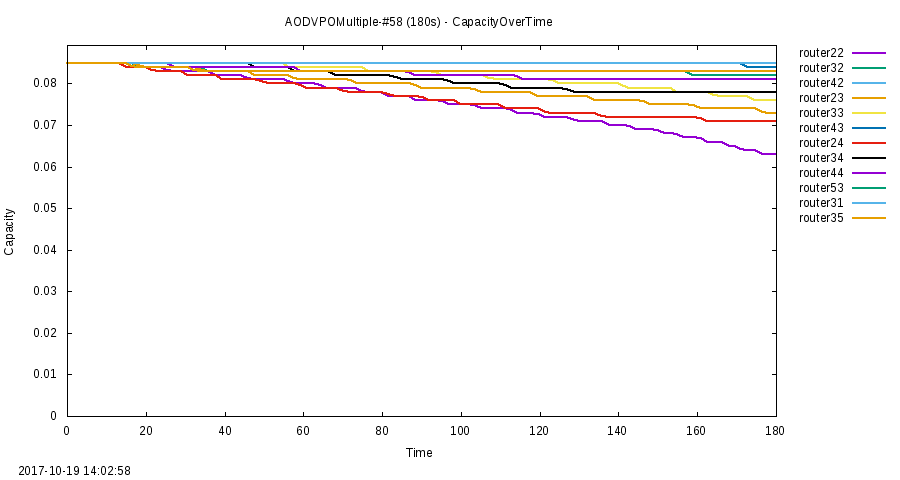 AODVPOMultiple-#58 (180s) - CapacityOverTime
router22
router32
router42
router23
router33
router43
router24
router34
router44
router53
router31
router35
0.08
0.07
0.06
0.05
0.04
0.03
0.02
0.01
0
Capacity
0 20 40 60 80 100 120 140 160 180
Time
2017-10-19 14:02:58